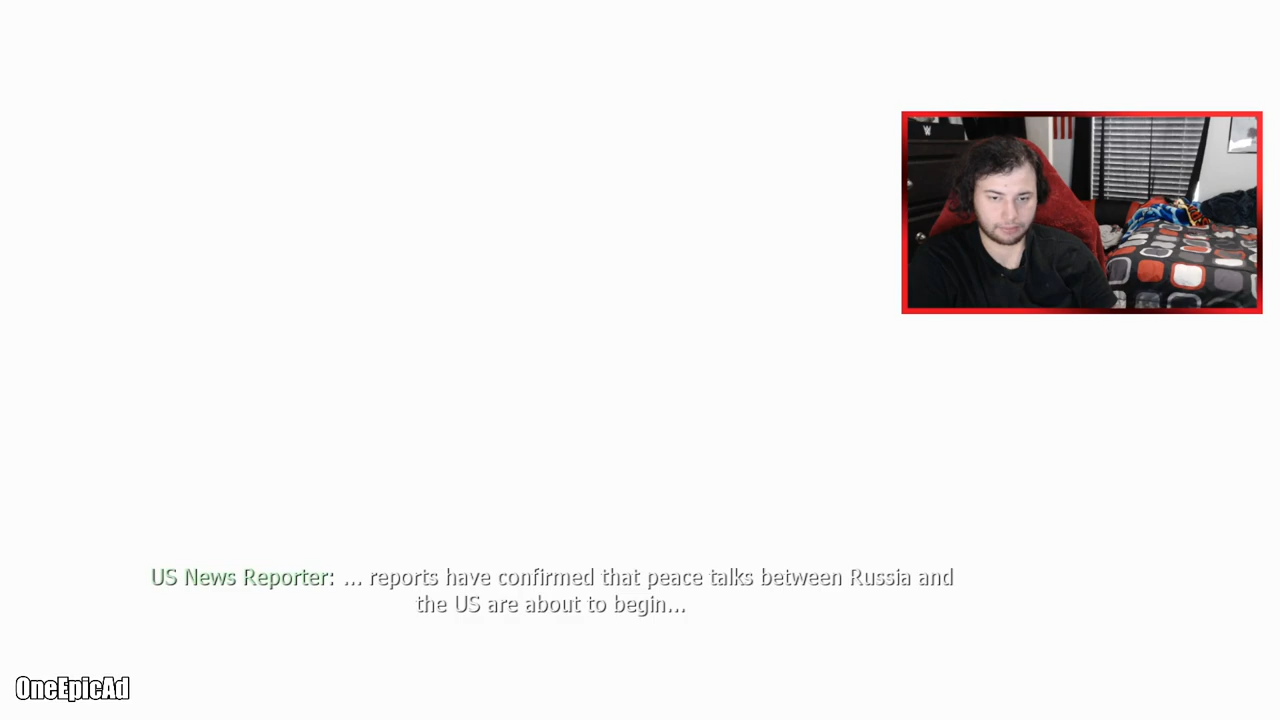 W
US News Reporter: ... reports have confirmed that peace talks between Russia and
the US are about to begin...
OneEpicAd